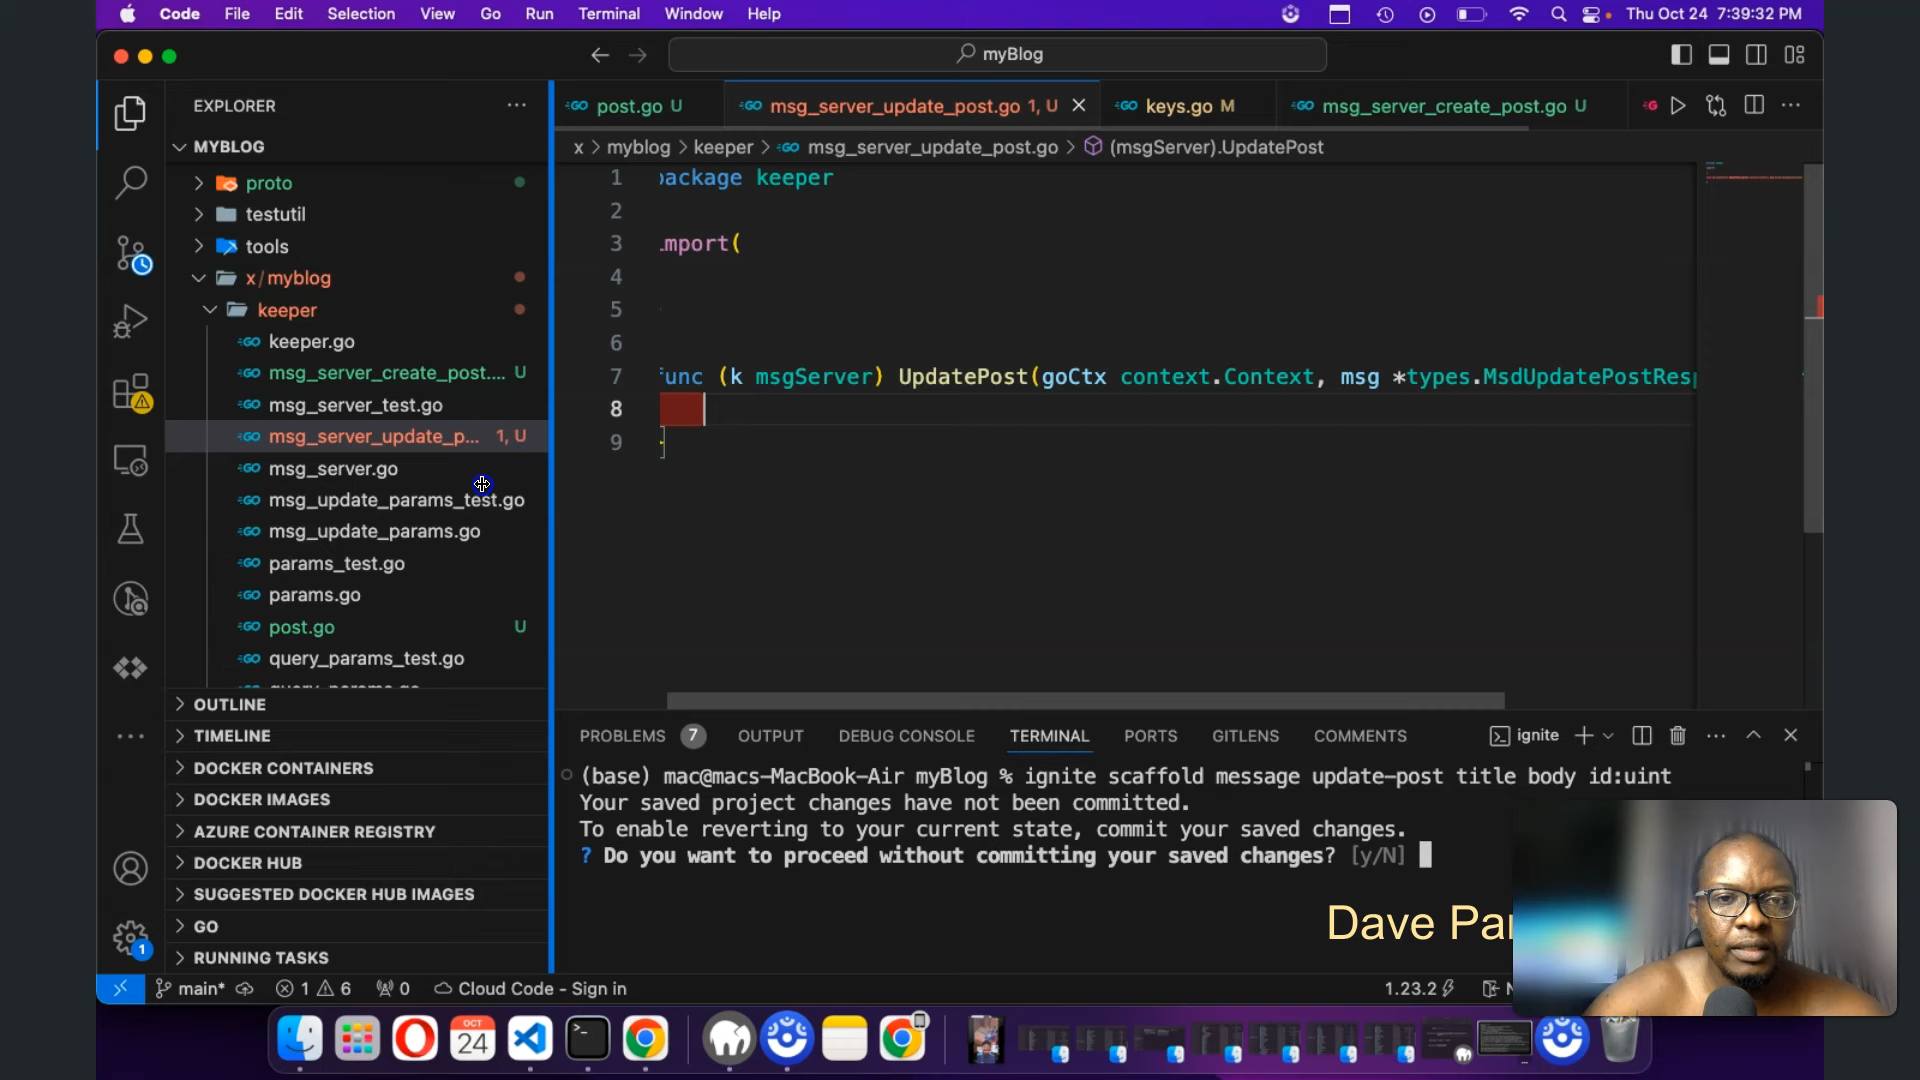 Code File Edit Selection View Go Run Terminal Window Help Thu Oct 24 7:39:32 PM
myBlog
EXPLORER
MYBLOG
proto
testutil
tools
x/myblog
keeper
keeper.go
msg_server_create_post.... U
msg_server_test.go
msg_server_update_p... 1, U
msg_server.go
msg_update_params_test.go
msg_update_params.go
params_test.go
params.go
post.go U
query_params_test.go
OUTLINE
TIMELINE
DOCKER CONTAINERS
DOCKER IMAGES
AZURE CONTAINER REGISTRY
DOCKER HUB
SUGGESTED DOCKER HUB IMAGES
GO
RUNNING TASKS
post.go U msg_server_update_post.go 1, U keys.go M msg_server_create_post.go U
x > myblog > keeper > msg_server_update_post.go > (msgServer).UpdatePost
1 package keeper
2
3 import(
4
5
6
7 func (k msgServer) UpdatePost(goCtx context.Context, msg *types.MsdUpdatePostResp
8
9 }
PROBLEMS 7 OUTPUT DEBUG CONSOLE TERMINAL PORTS GITLENS COMMENTS ignite
(base) mac@macs-MacBook-Air myBlog % ignite scaffold message update-post title body id:uint
Your saved project changes have not been committed.
To enable reverting to your current state, commit your saved changes.
? Do you want to proceed without committing your saved changes? [y/N]
Dave Par
1
main* 1 6 0 Cloud Code - Sign in 1.23.2
OCT
24